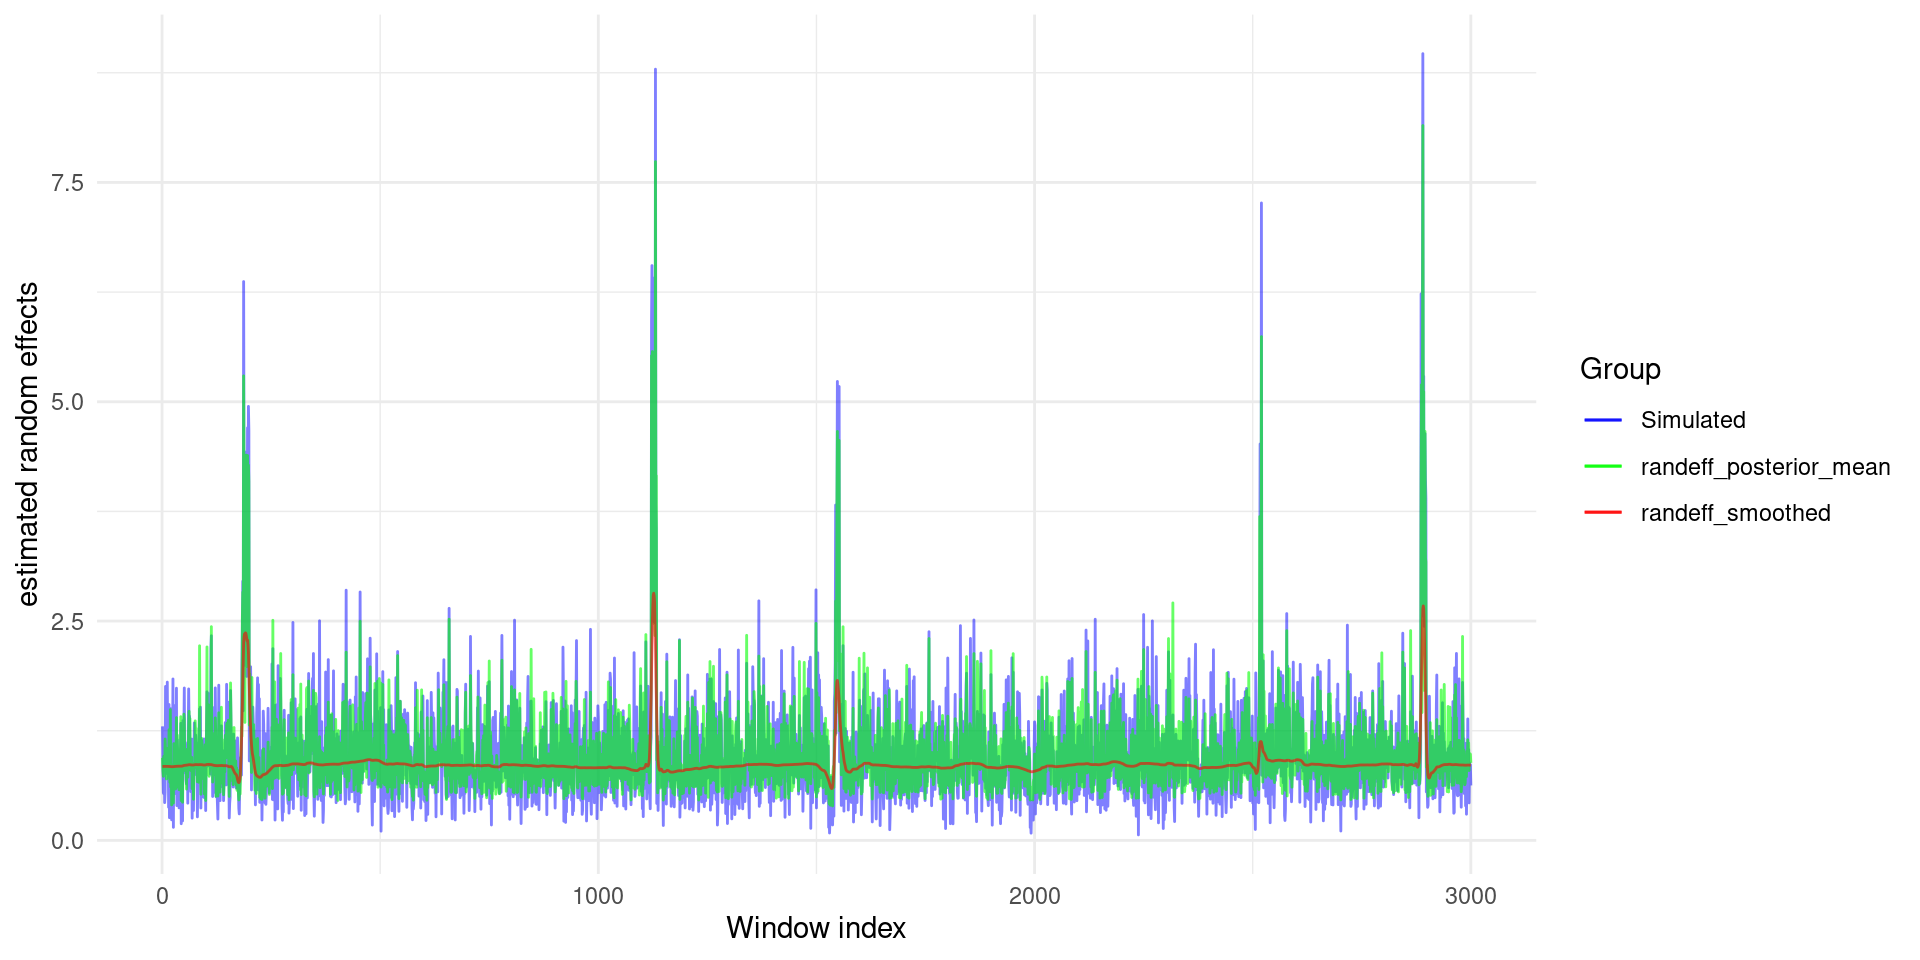 estimated random effects
7.5
5.0
2.5
0.0
0
1000
2000
3000
Window index
Group
Simulated
randeff_posterior_mean
randeff_smoothed